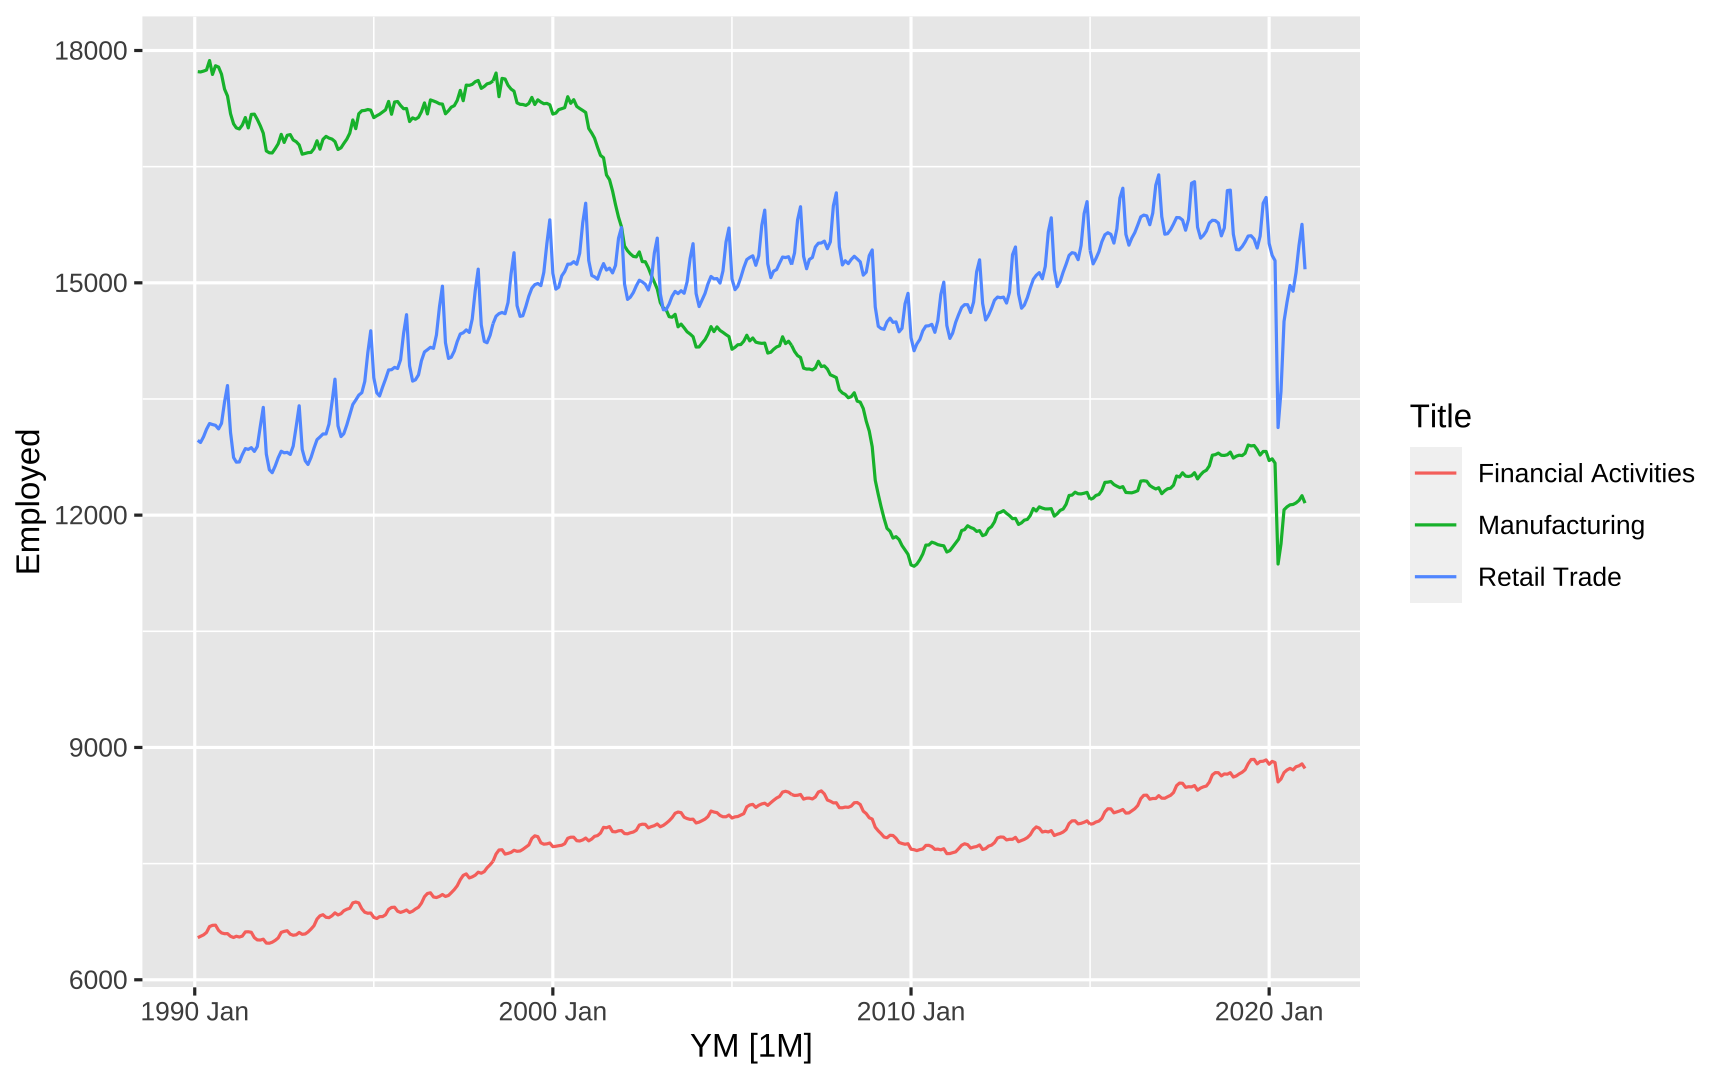 18000
15000
12000
9000
6000
Employed
1990 Jan
2000 Jan
2010 Jan
2020 Jan
YM [1M]
Title
Financial Activities
Manufacturing
Retail Trade